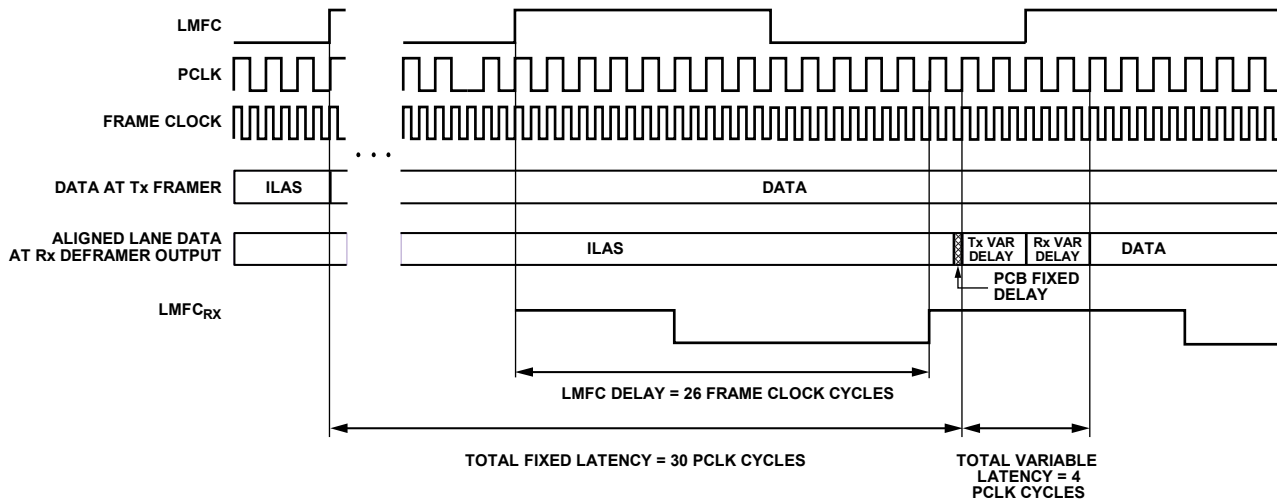 LMFC
PCLK
FRAME CLOCK
. . .
DATA AT Tx FRAMER
ILAS
DATA
ALIGNED LANE DATA
AT Rx DEFRAMER OUTPUT
ILAS
Tx VAR
DELAY
Rx VAR
DELAY
DATA
PCB FIXED
DELAY
LMFCRX
LMFC DELAY = 26 FRAME CLOCK CYCLES
TOTAL FIXED LATENCY = 30 PCLK CYCLES
TOTAL VARIABLE
LATENCY = 4
PCLK CYCLES